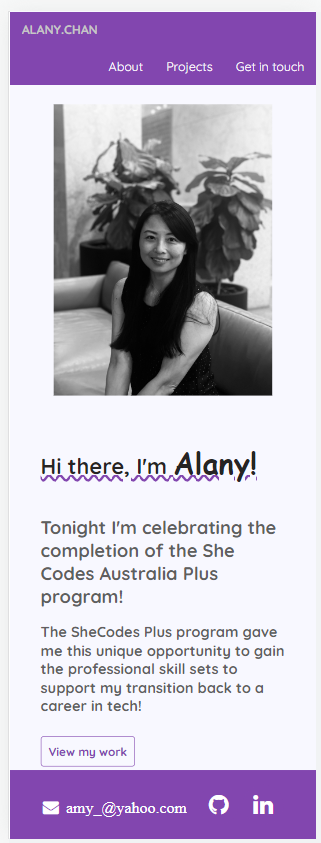 ALANY.CHAN
About Projects Get in touch
Hi there, I'm Alany!
Tonight I'm celebrating the
completion of the She
Codes Australia Plus
program!
The SheCodes Plus program gave
me this unique opportunity to gain
the professional skill sets to
support my transition back to a
career in tech!
View my work
amy_@yahoo.com